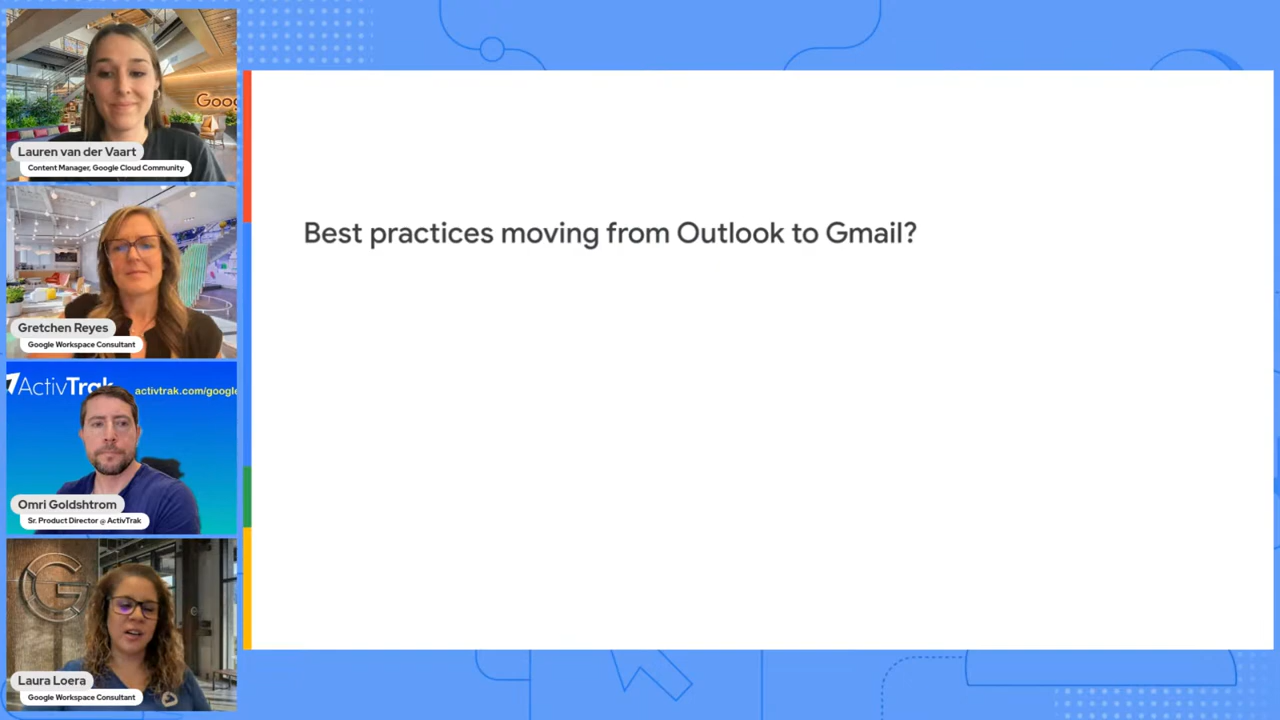 Goo
Lauren van der Vaart
Content Manager, Google Cloud Community
Gretchen Reyes
Google Workspace Consultant
ActivTrak
activtrak.com/google
Omri Goldshtrom
Sr. Product Director @ ActivTrak
G
Laura Loera
Google Workspace Consultant
Best practices moving from Outlook to Gmail?